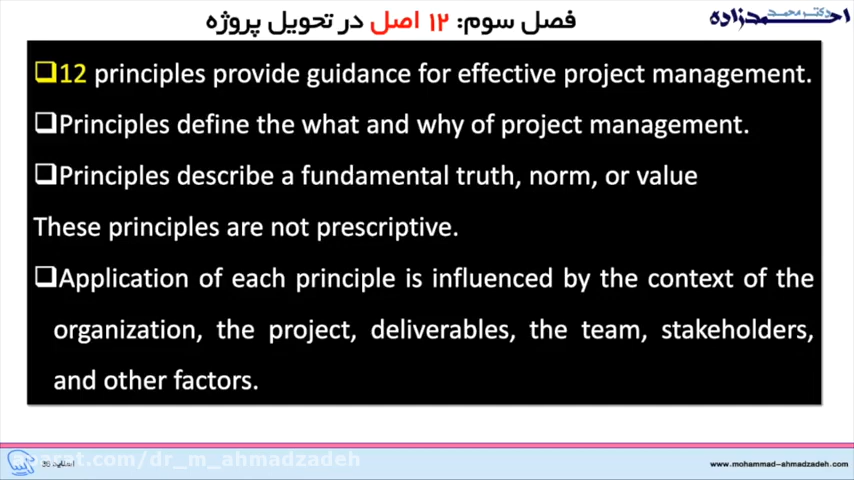 فصل سوم: ۱۲ اصل در تحویل پروژه
دکتر محمد
احمدزاده
12 principles provide guidance for effective project management.
Principles define the what and why of project management.
Principles describe a fundamental truth, norm, or value
These principles are not prescriptive.
Application of each principle is influenced by the context of the
organization, the project, deliverables, the team, stakeholders,
and other factors.
aparat.com/dr_m_ahmadzadeh
اسلاید 36
www.mohammad-ahmadzadeh.com